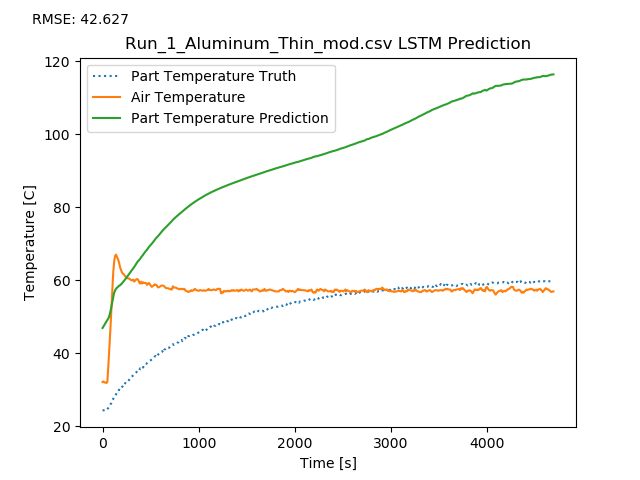 RMSE: 42.627
Run_1_Aluminum_Thin_mod.csv LSTM Prediction
Part Temperature Truth
Air Temperature
Part Temperature Prediction
Temperature [C]
120
100
80
60
40
20
0 1000 2000 3000 4000
Time [s]